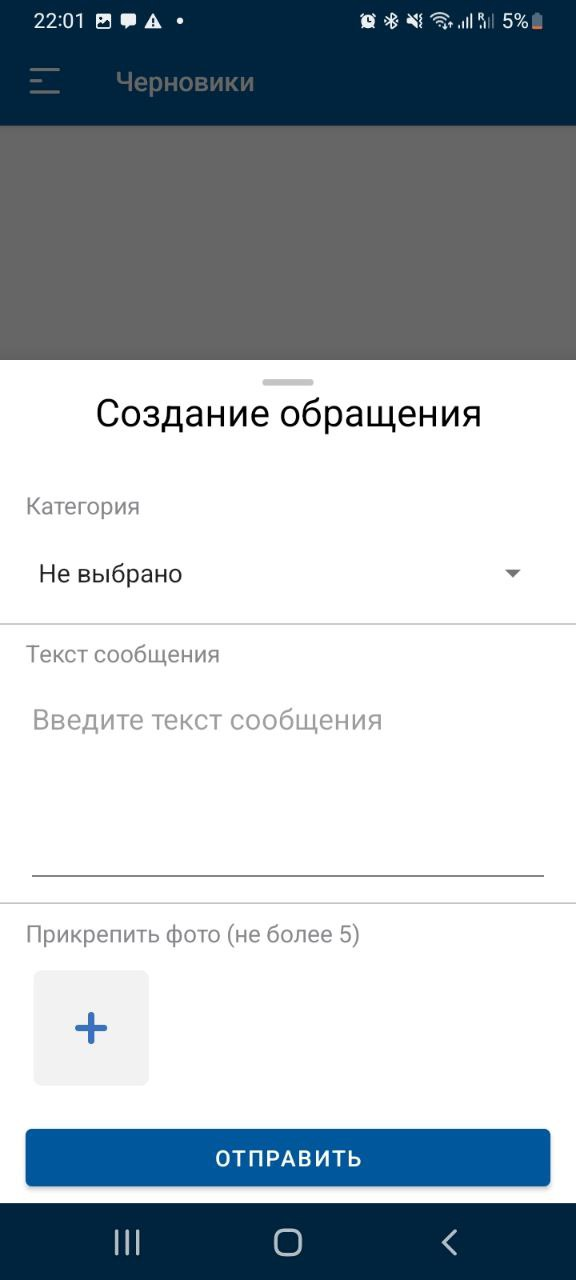 22:01
5%
Черновики
Создание обращения
Категория
Не выбрано
Текст сообщения
Введите текст сообщения
Прикрепить фото (не более 5)
ОТПРАВИТЬ